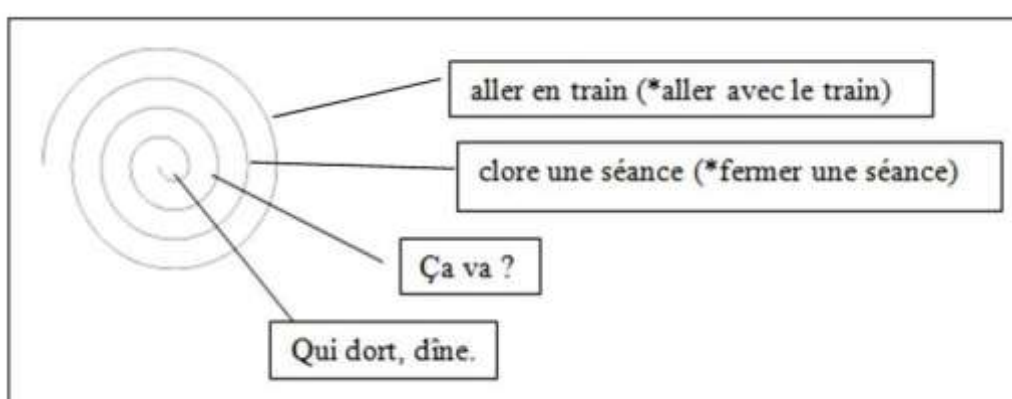 aller en train (*aller avec le train)
clore une séance (*fermer une séance)
Ça va ?
Qui dort, dîne.